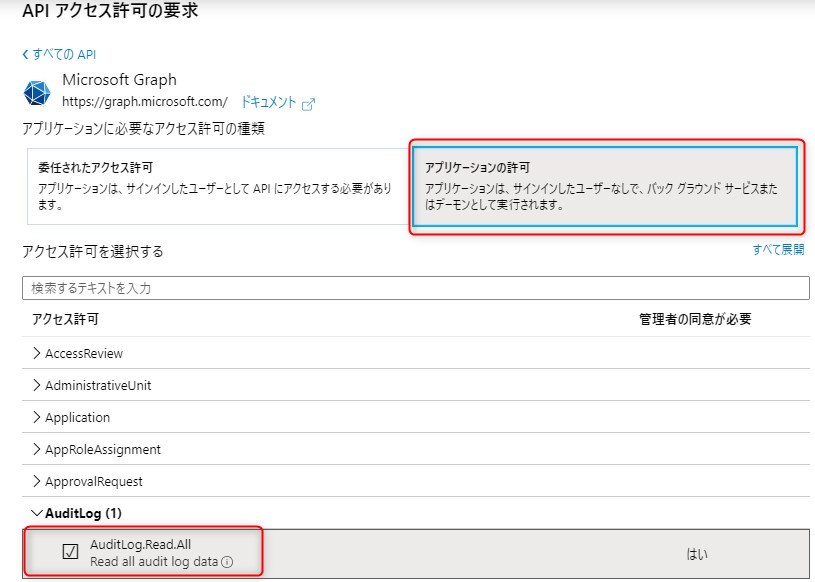 API アクセス許可の要求
すべての API
Microsoft Graph
https://graph.microsoft.com/ ドキュメント
アプリケーションに必要なアクセス許可の種類
委任されたアクセス許可
アプリケーションは、サインインしたユーザーとして API にアクセスする必要があり
ます。
アプリケーションの許可
アプリケーションは、サインインしたユーザーなしで、バック グラウンド サービスまた
はデーモンとして実行されます。
アクセス許可を選択する
すべて展開
検索するテキストを入力
アクセス許可 管理者の同意が必要
AccessReview
AdministrativeUnit
Application
AppRoleAssignment
ApprovalRequest
AuditLog (1)
AuditLog.Read.All
Read all audit log data
はい